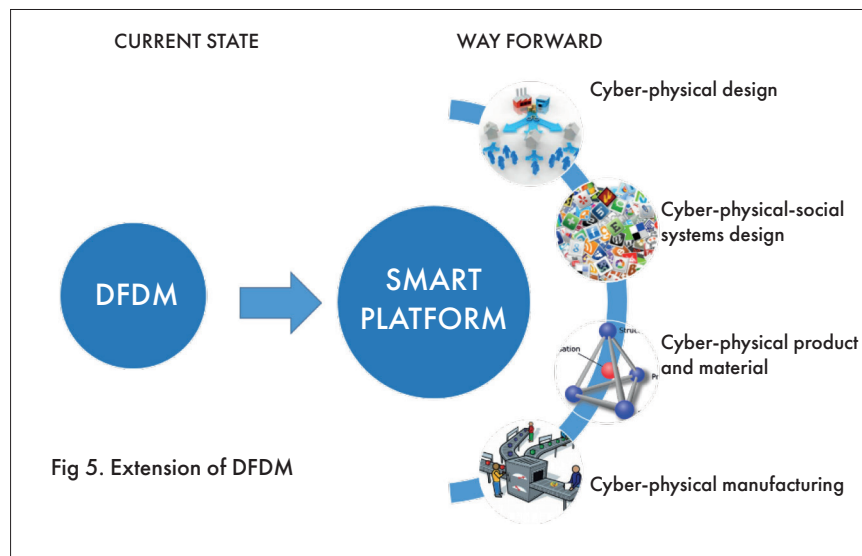 CURRENT STATE
WAY FORWARD
Cyber-physical design
Cyber-physical-social
systems design
DFDM
SMART
PLATFORM
Cyber-physical product
and material
Fig 5. Extension of DFDM
Cyber-physical manufacturing